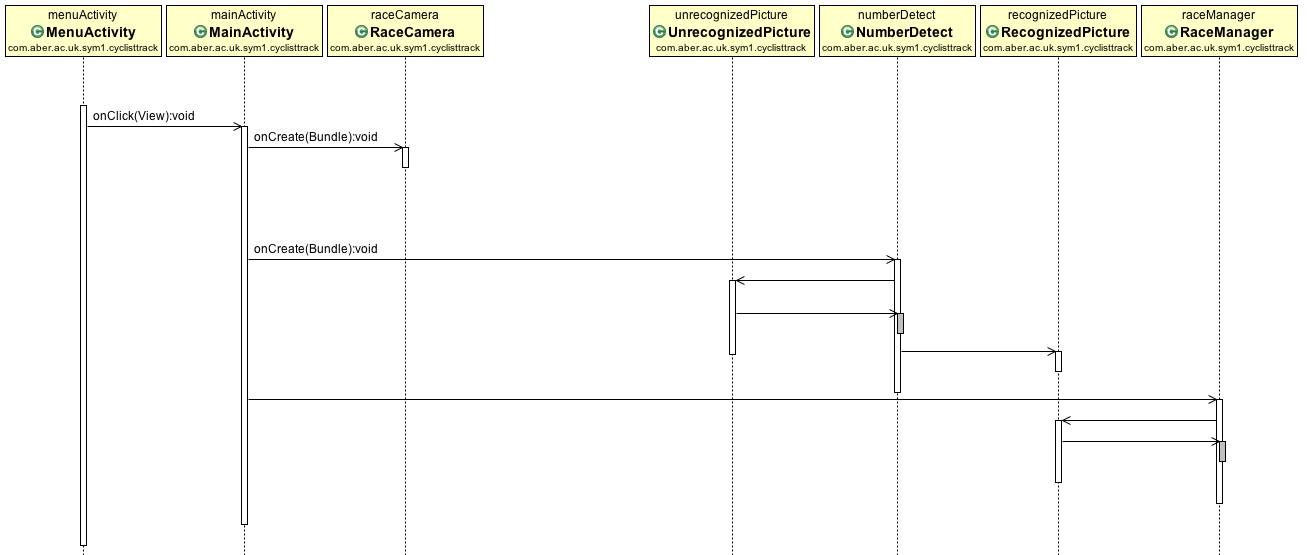 menuActivity
MenuActivity
com.aber.ac.uk.sym1.cyclisttrack
mainActivity
MainActivity
com.aber.ac.uk.sym1.cyclisttrack
raceCamera
RaceCamera
com.aber.ac.uk.sym1.cyclisttrack
unrecognizedPicture
UnrecognizedPicture
com.aber.ac.uk.sym1.cyclisttrack
numberDetect
NumberDetect
com.aber.ac.uk.sym1.cyclisttrack
recognizedPicture
RecognizedPicture
com.aber.ac.uk.sym1.cyclisttrack
raceManager
RaceManager
com.aber.ac.uk.sym1.cyclisttrack
onClick(View):void
onCreate(Bundle):void
onCreate(Bundle):void